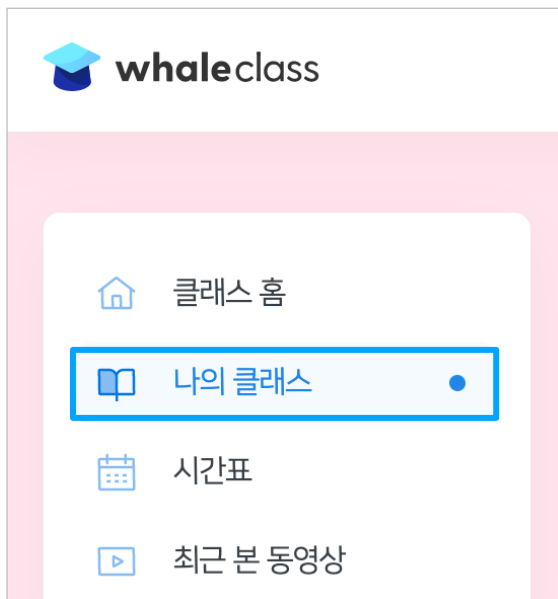 whaleclass
클래스 홈
나의 클래스
시간표
최근 본 동영상